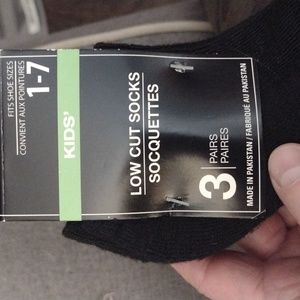 FITS SHOE SIZES
CONVIENT AUX POINTURES
1-7
KIDS'
LOW CUT SOCKS
SOCQUETTES
3
PAIRS
PAIRES
MADE IN PAKISTAN / FABRIQUÉ AU PAKISTAN